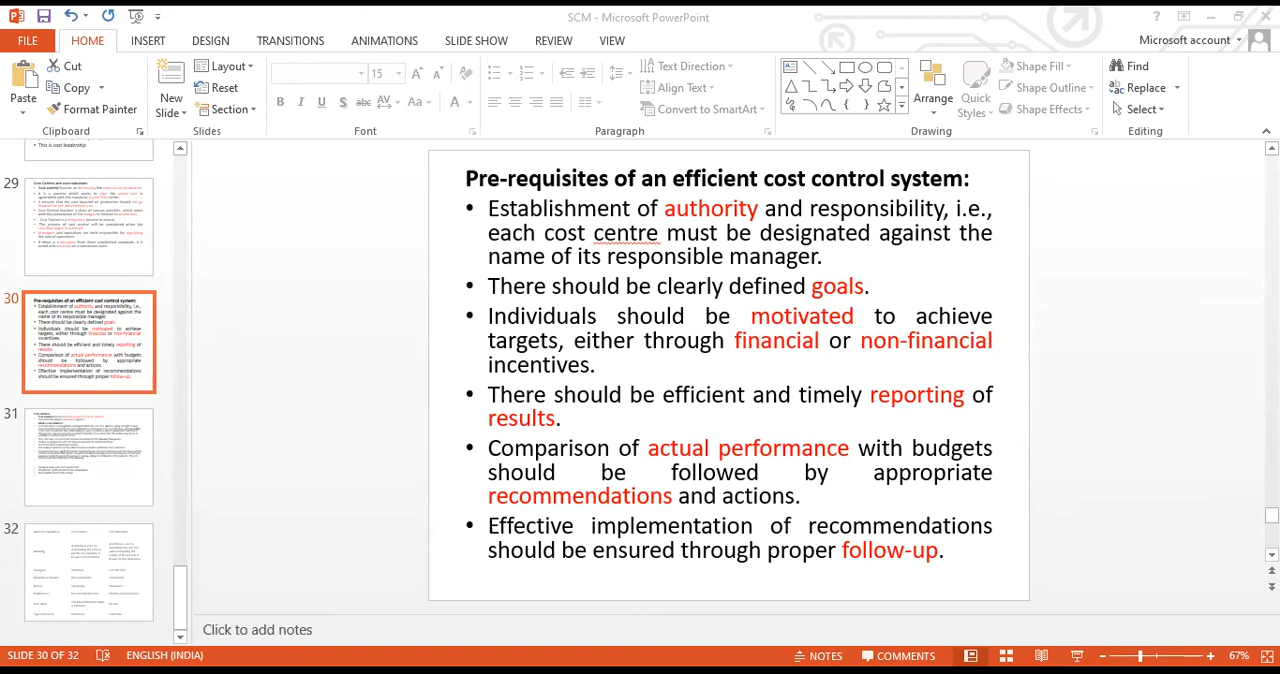 SCM - Microsoft PowerPoint
FILE
HOME
INSERT
DESIGN
TRANSITIONS
ANIMATIONS
SLIDE SHOW
REVIEW
VIEW
Microsoft account
Paste
Cut
Copy
Format Painter
Clipboard
New
Slide
Layout
Reset
Section
Slides
15
Font
Text Direction
Align Text
Convert to SmartArt
Paragraph
Arrange
Quick
Styles
Shape Fill
Shape Outline
Shape Effects
Drawing
Find
Replace
Select
Editing
29
30
31
32
Pre-requisites of an efficient cost control system:
• Establishment of authority and responsibility, i.e.,
each cost centre must be designated against the
name of its responsible manager.
• There should be clearly defined goals.
• Individuals should be motivated to achieve
targets, either through financial or non-financial
incentives.
• There should be efficient and timely reporting of
results.
• Comparison of actual performance with budgets
should be followed by appropriate
recommendations and actions.
• Effective implementation of recommendations
should be ensured through proper follow-up.
Click to add notes
SLIDE 30 OF 32
ENGLISH (INDIA)
NOTES
COMMENTS
67%